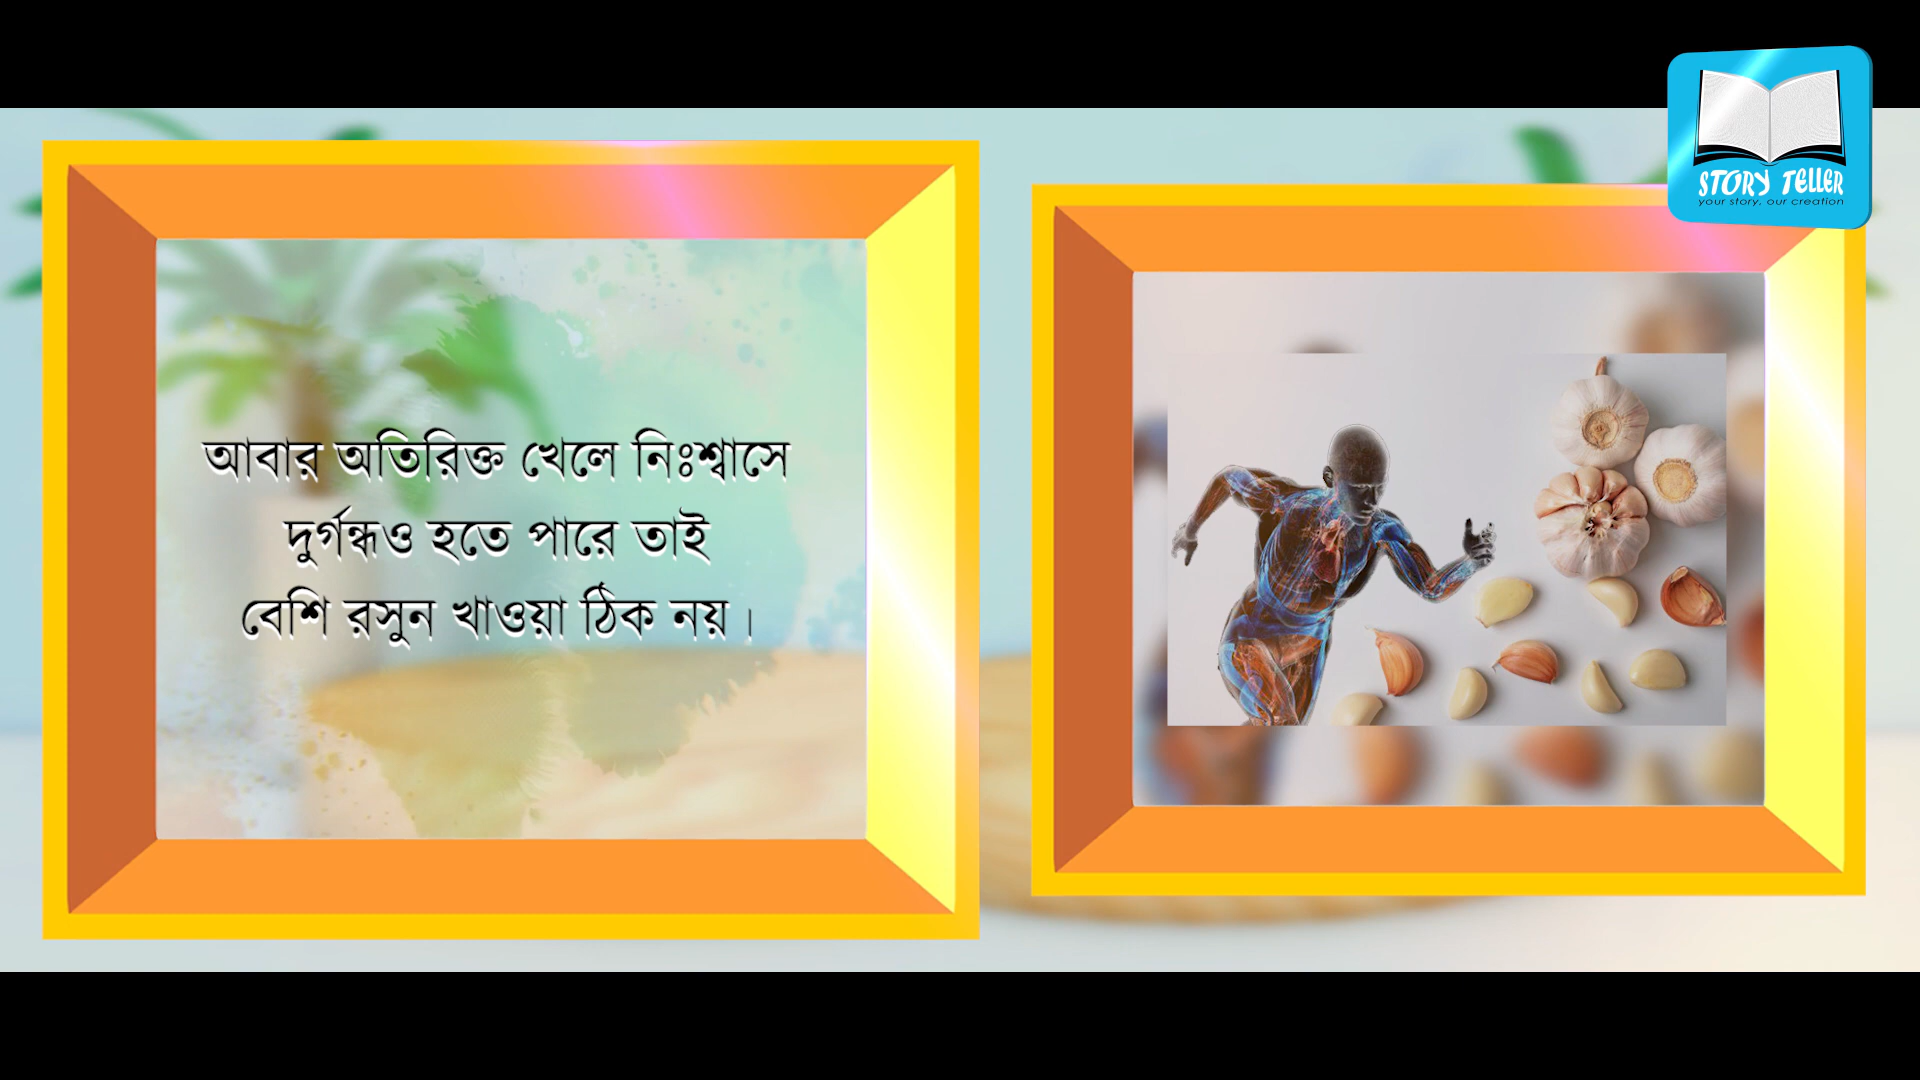 আবার অতিরিক্ত খেলে নিঃশ্বাসে
দুর্গন্ধও হতে পারে তাই
বেশি রসুন খাওয়া ঠিক নয়।
STORY TELLER
your story, our creation